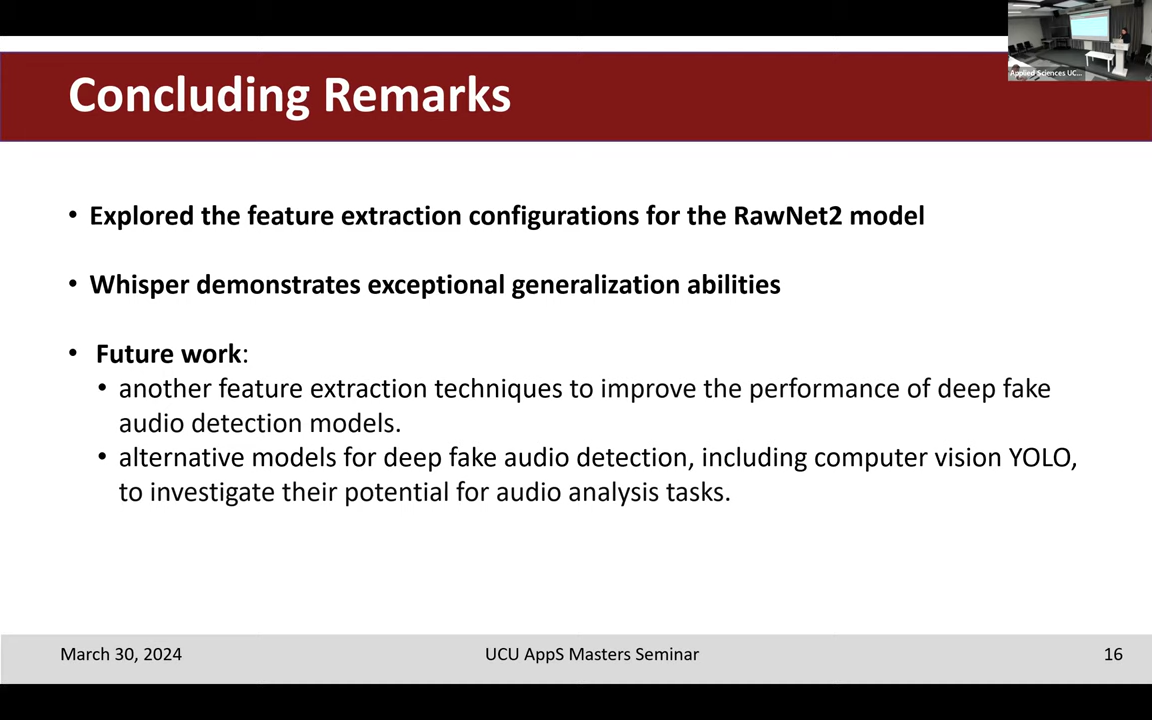 Applied Sciences UC...
Concluding Remarks
• Explored the feature extraction configurations for the RawNet2 model
• Whisper demonstrates exceptional generalization abilities
• Future work:
• another feature extraction techniques to improve the performance of deep fake
audio detection models.
• alternative models for deep fake audio detection, including computer vision YOLO,
to investigate their potential for audio analysis tasks.
March 30, 2024
UCU AppS Masters Seminar
16